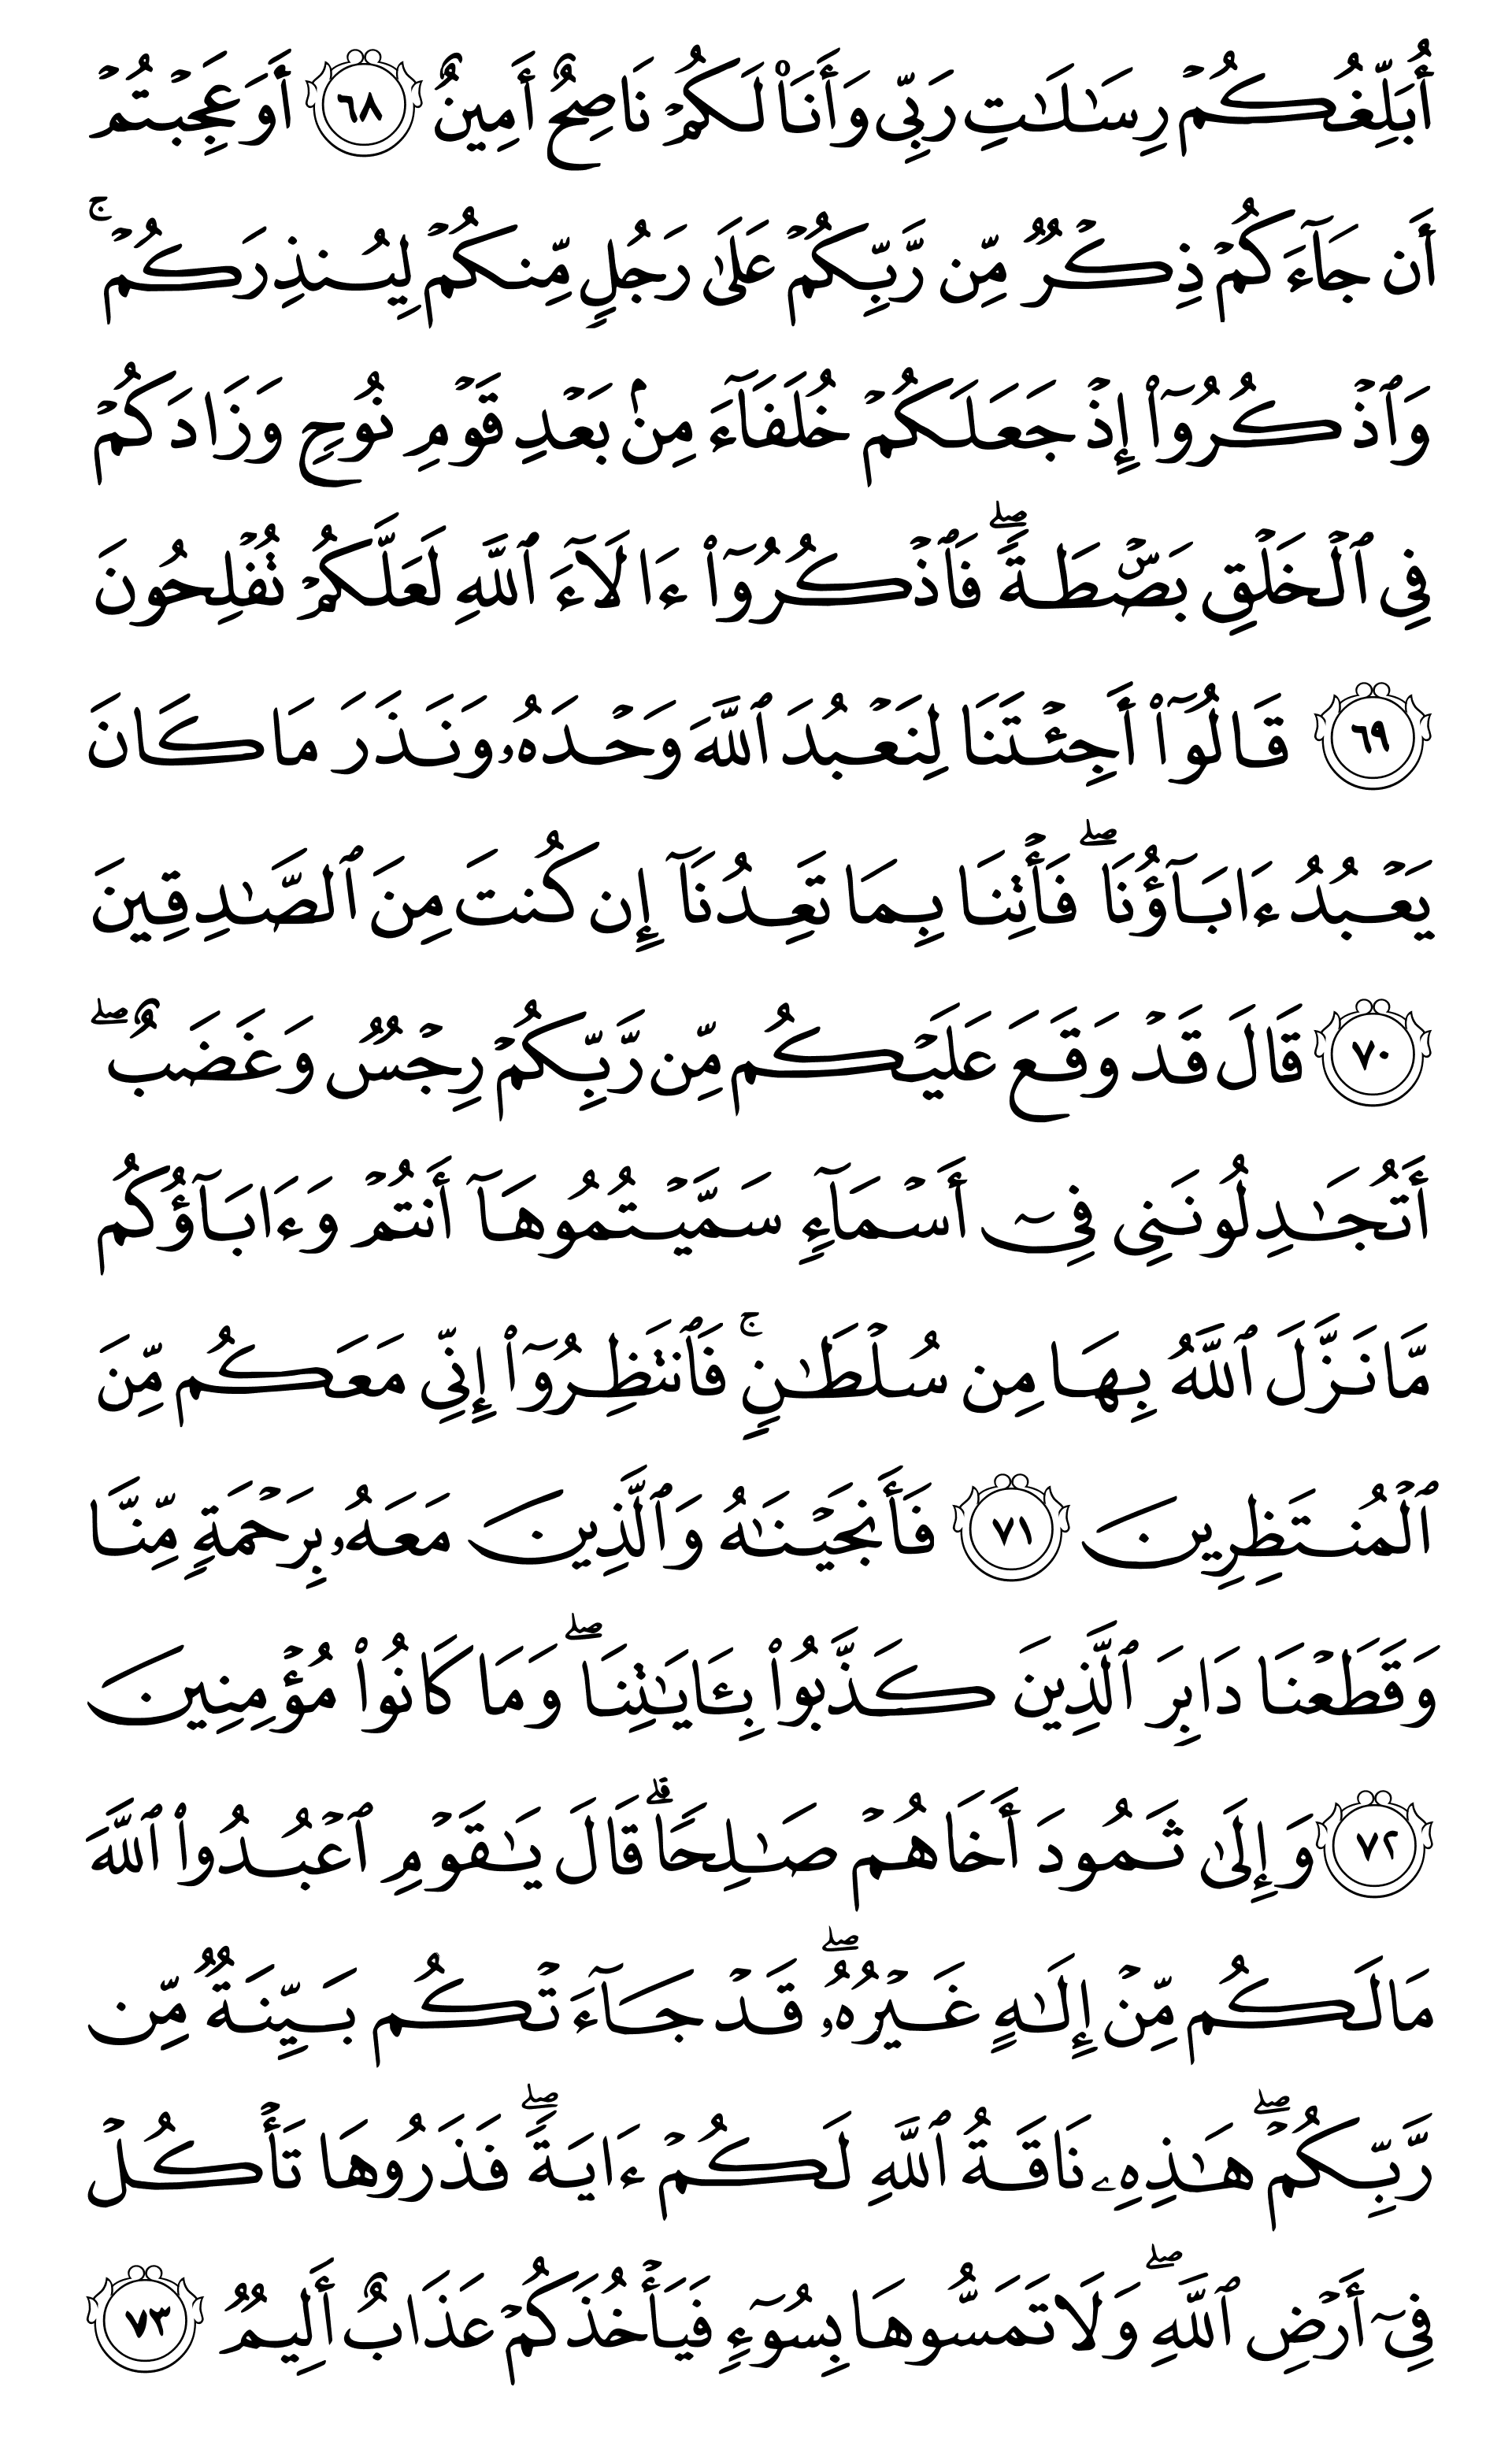 أُبَلِّغُكُمۡ رِسَٰلَٰتِ رَبِّي وَأَنَا۠ لَكُمۡ نَاصِحٌ أَمِينٌ ٦٨ أَوَعَجِبۡتُمۡ
أَن جَآءَكُمۡ ذِكۡرٞ مِّن رَّبِّكُمۡ عَلَىٰ رَجُلٖ مِّنكُمۡ لِيُنذِرَكُمۡۚ
وَٱذۡكُرُوٓاْ إِذۡ جَعَلَكُمۡ خُلَفَآءَ مِنۢ بَعۡدِ قَوۡمِ نُوحٖ وَزَادَكُمۡ
فِي ٱلۡخَلۡقِ بَصۜۡطَةٗۖ فَٱذۡكُرُوٓاْ ءَالَآءَ ٱللَّهِ لَعَلَّكُمۡ تُفۡلِحُونَ
٦٩ قَالُوٓاْ أَجِئۡتَنَا لِنَعۡبُدَ ٱللَّهَ وَحۡدَهُۥ وَنَذَرَ مَا كَانَ
يَعۡبُدُ ءَابَآؤُنَا ۖ فَأۡتِنَا بِمَا تَعِدُنَآ إِن كُنتَ مِنَ ٱلصَّٰدِقِينَ
٧٠ قَالَ قَدۡ وَقَعَ عَلَيۡكُم مِّن رَّبِّكُمۡ رِجۡسٞ وَغَضَبٌۖ
أَتُجَٰدِلُونَنِي فِيٓ أَسۡمَآءٖ سَمَّيۡتُمُوهَآ أَنتُمۡ وَءَابَآؤُكُم
مَّا نَزَّلَ ٱللَّهُ بِهَا مِن سُلۡطَٰنٖۚ فَٱنتَظِرُوٓاْ إِنِّي مَعَكُم مِّنَ
ٱلۡمُنتَظِرِينَ ٧١ فَأَنجَيۡنَٰهُ وَٱلَّذِينَ مَعَهُۥ بِرَحۡمَةٖ مِّنَّا
وَقَطَعۡنَا دَابِرَ ٱلَّذِينَ كَذَّبُواْ بِـَٔايَٰتِنَاۖ وَمَا كَانُواْ مُؤۡمِنِينَ
٧٢ وَإِلَىٰ ثَمُودَ أَخَاهُمۡ صَٰلِحٗاۚ قَالَ يَٰقَوۡمِ ٱعۡبُدُواْ ٱللَّهَ
مَا لَكُم مِّنۡ إِلَٰهٍ غَيۡرُهُۥۖ قَدۡ جَآءَتۡكُم بَيِّنَةٞ مِّن
رَّبِّكُمۡۖ هَٰذِهِۦ نَاقَةُ ٱللَّهِ لَكُمۡ ءَايَةٗۖ فَذَرُوهَا تَأۡكُلۡ
فِيٓ أَرۡضِ ٱللَّهِۖ وَلَا تَمَسُّوهَا بِسُوٓءٖ فَيَأۡخُذَكُمۡ عَذَابٌ أَلِيمٞ ٧٣